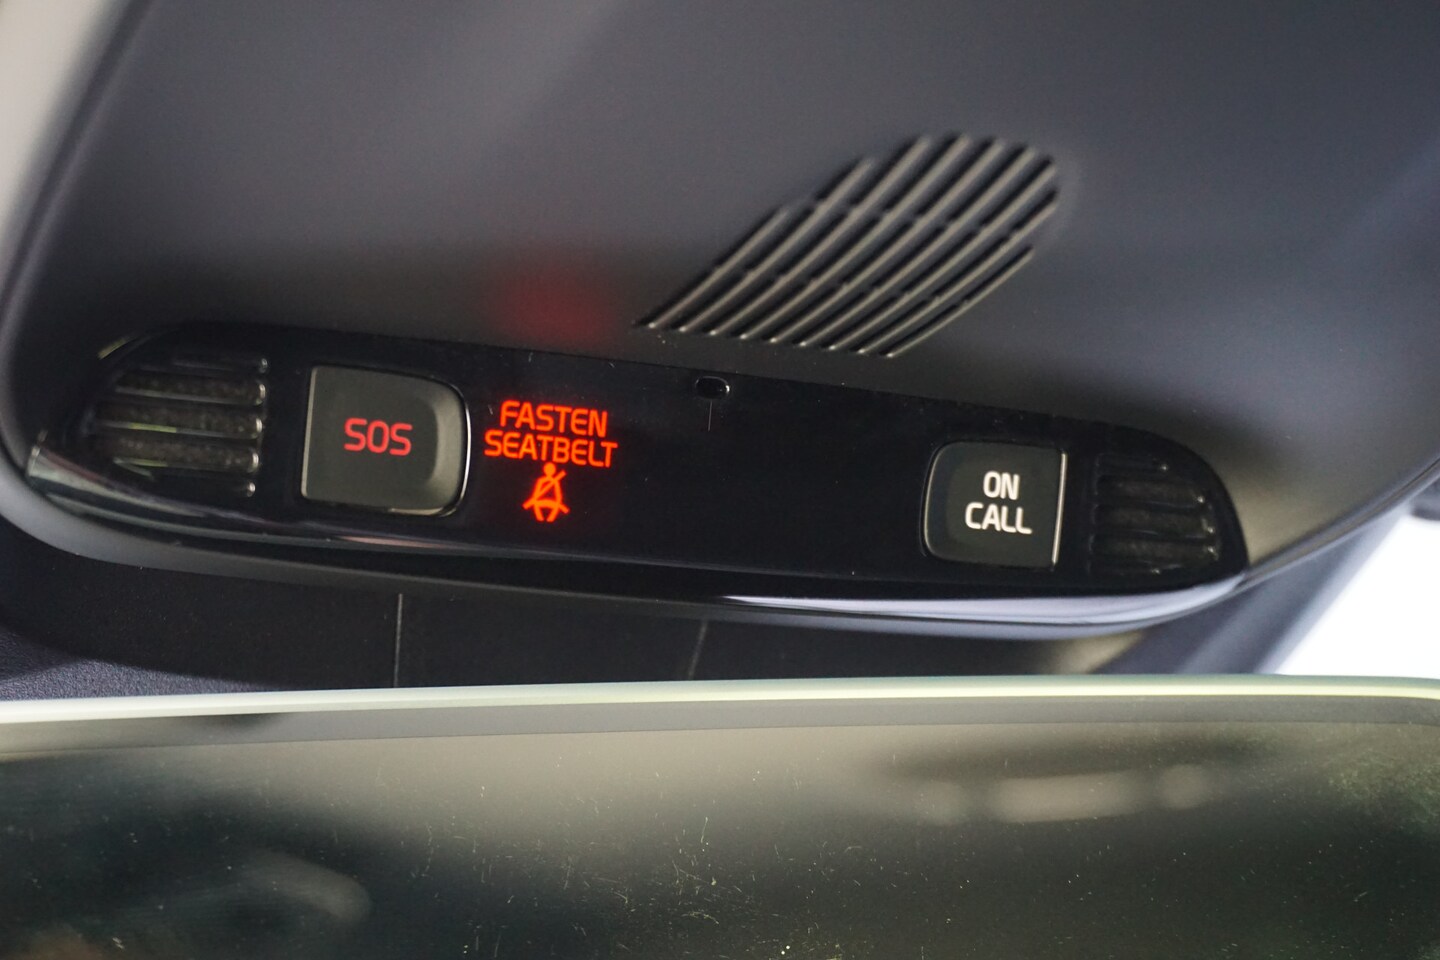 SOS
FASTEN
SEATBELT
ON
CALL